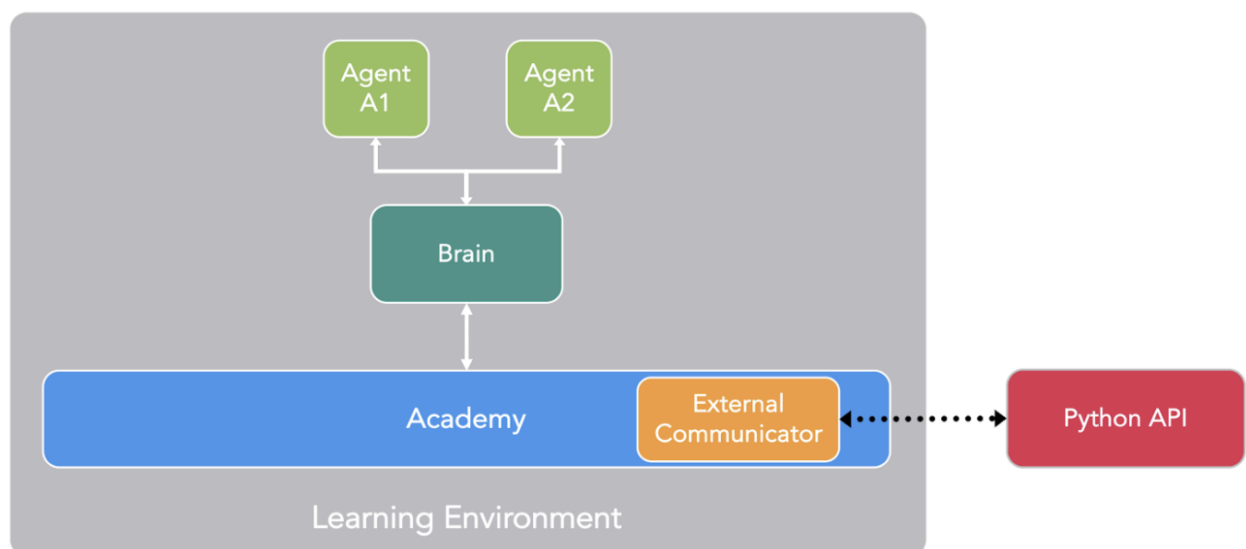 Agent
A1
Agent
A2
Brain
Academy
External
Communicator
Python API
Learning Environment